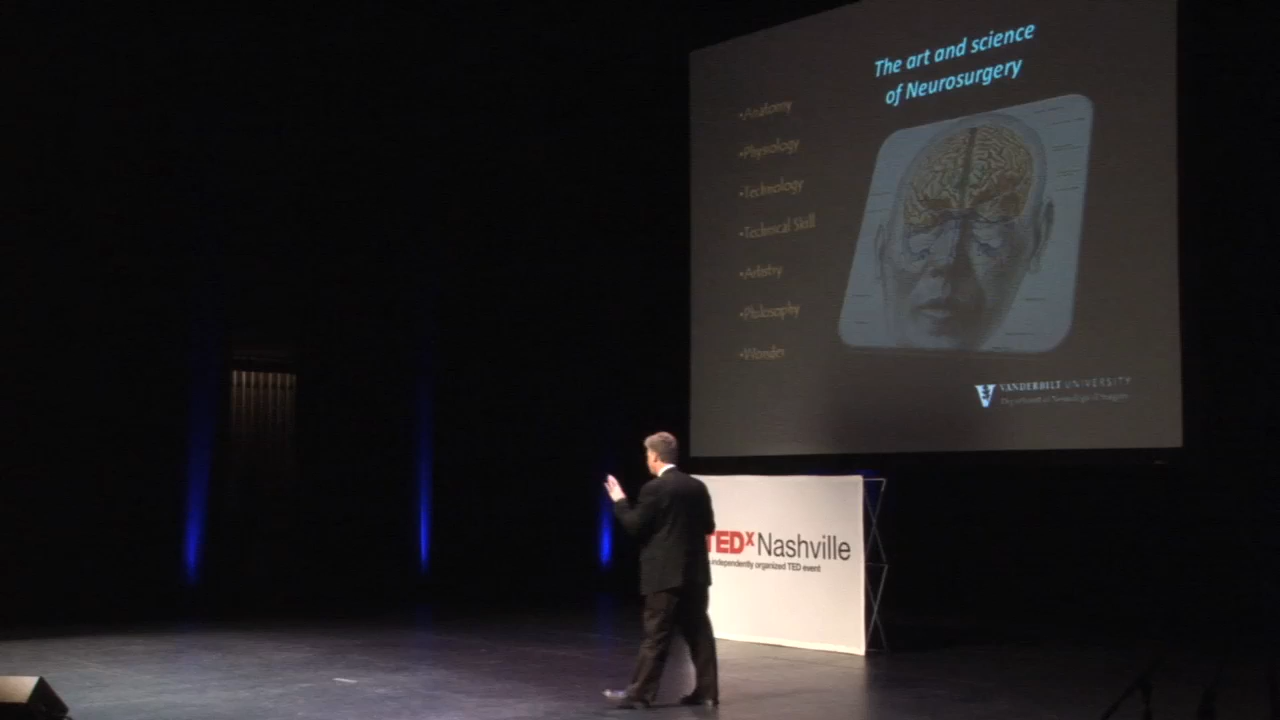 The art and science
of Neurosurgery
•Anatomy
•Physiology
•Technology
•Technical Skill
•Artistry
•Philosophy
•Wonder
VANDERBILT UNIVERSITY
TEDx Nashville
independently organized TED event